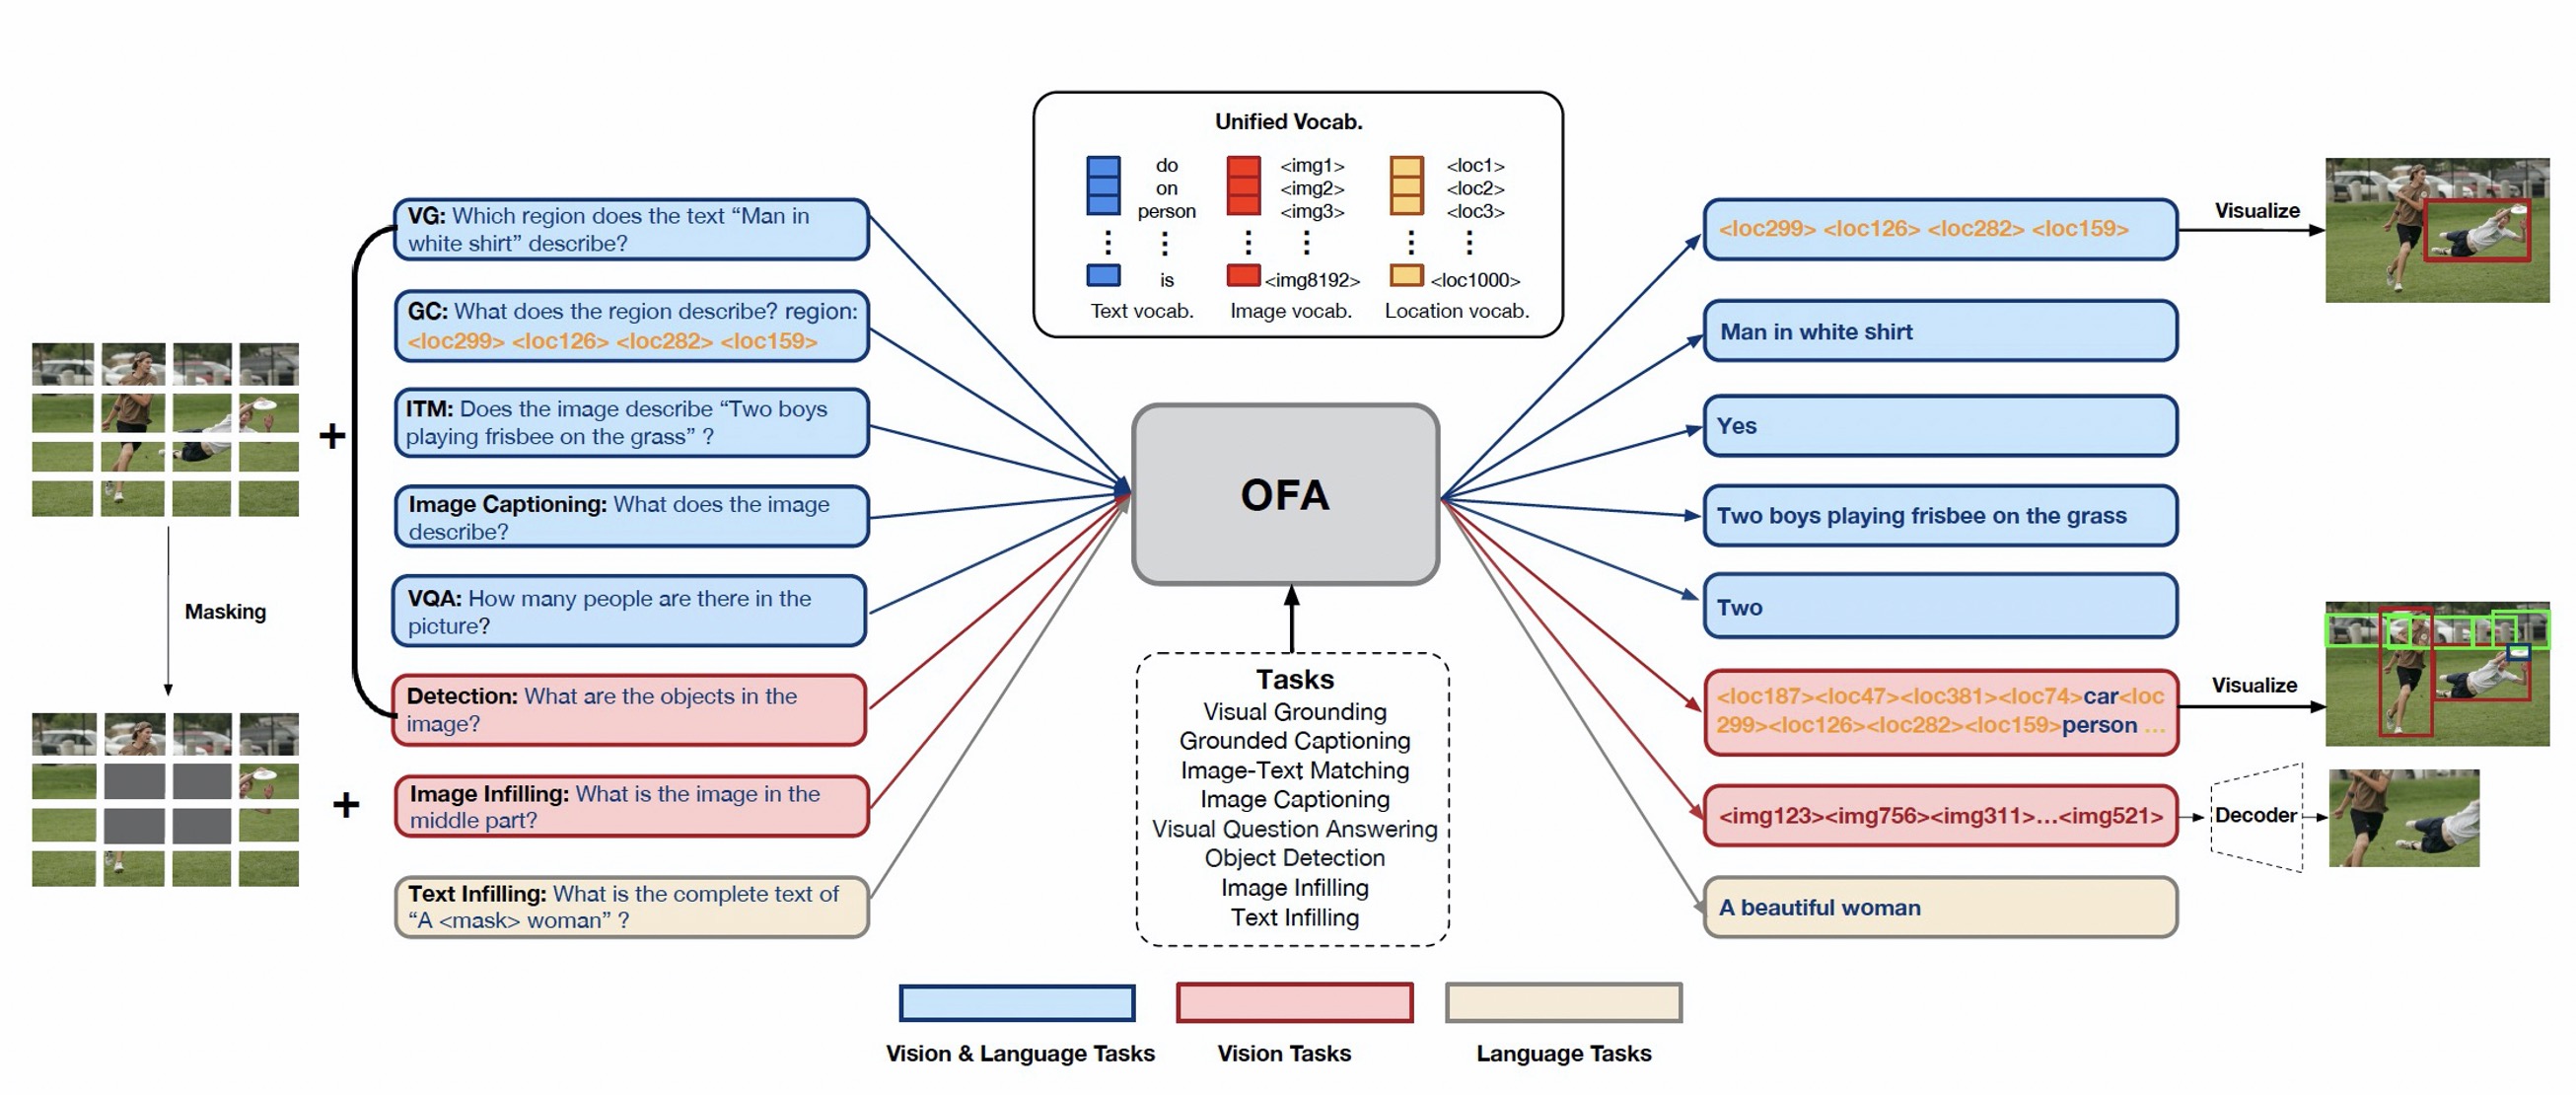 Unified Vocab.
do
on
person
⋮
is
Text vocab.
<img1>
<img2>
<img3>
⋮
<img8192>
Image vocab.
<loc1>
<loc2>
<loc3>
⋮
<loc1000>
Location vocab.
+
Masking
+
VG: Which region does the text “Man in
white shirt” describe?
GC: What does the region describe? region:
<loc299> <loc126> <loc282> <loc159>
ITM: Does the image describe “Two boys
playing frisbee on the grass” ?
Image Captioning: What does the image
describe?
VQA: How many people are there in the
picture?
Detection: What are the objects in the
image?
Image Infilling: What is the image in the
middle part?
Text Infilling: What is the complete text of
“A <mask> woman” ?
OFA
Tasks
Visual Grounding
Grounded Captioning
Image-Text Matching
Image Captioning
Visual Question Answering
Object Detection
Image Infilling
Text Infilling
<loc299> <loc126> <loc282> <loc159>
Visualize
Man in white shirt
Yes
Two boys playing frisbee on the grass
Two
<loc187><loc47><loc381><loc74>car<loc
299><loc126><loc282><loc159>person ...
Visualize
<img123><img756><img311>...<img521>
Decoder
A beautiful woman
Vision & Language Tasks
Vision Tasks
Language Tasks